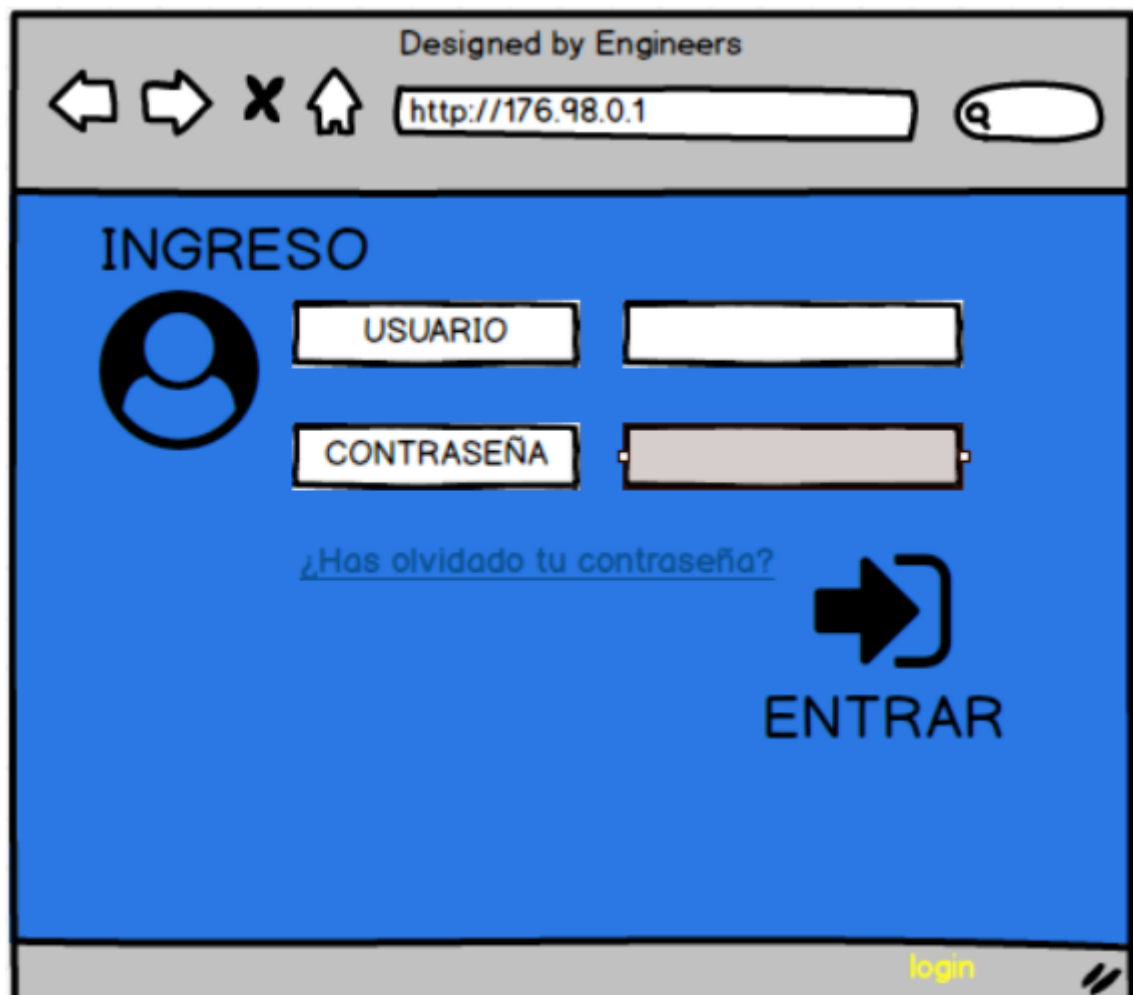 Designed by Engineers
http://176.98.0.1
INGRESO
USUARIO
CONTRASEÑA
¿Has olvidado tu contraseña?
ENTRAR
login